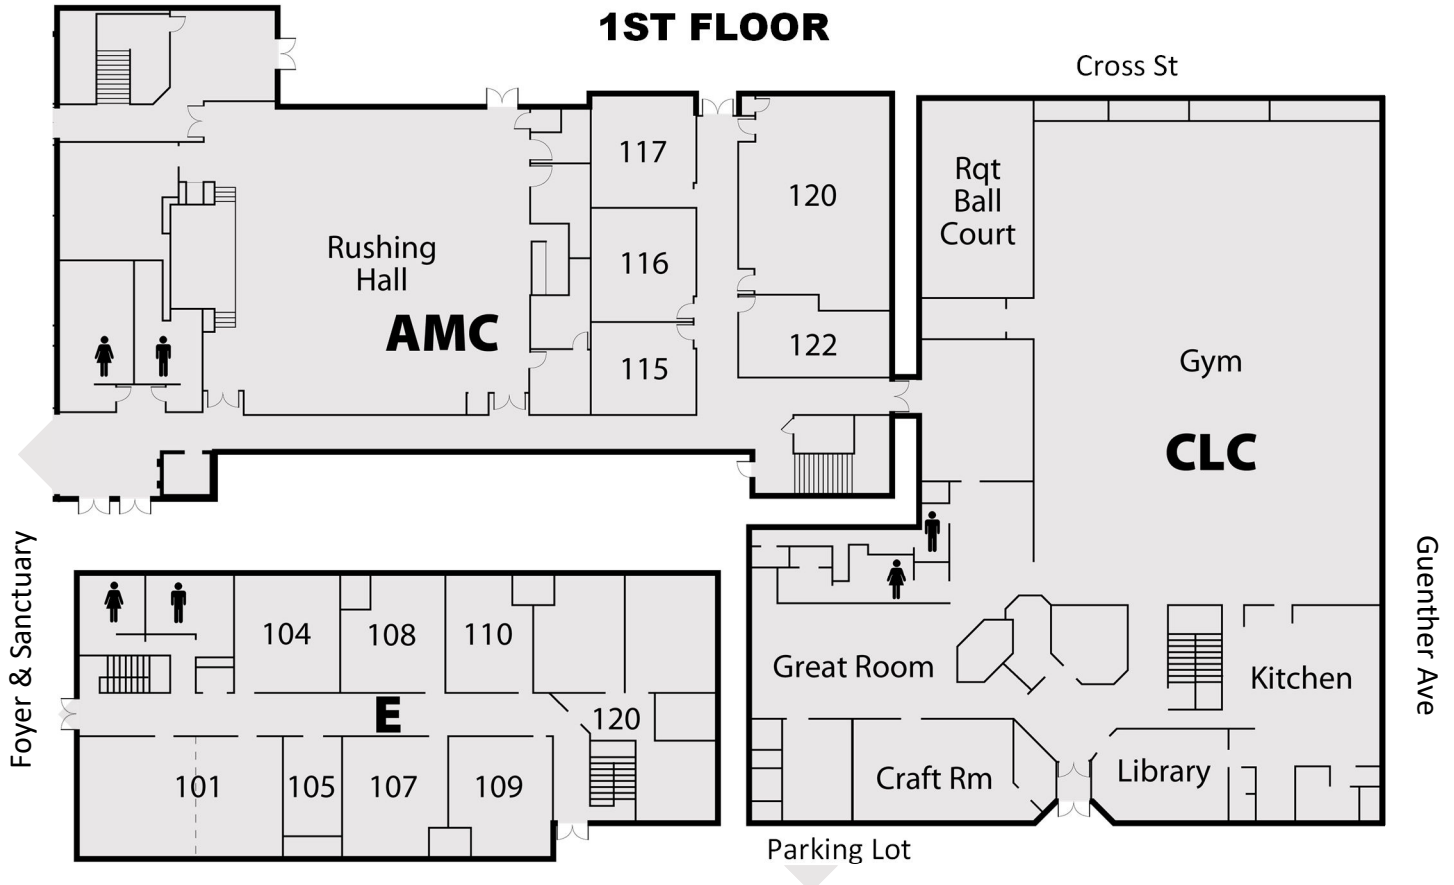 1ST FLOOR
Cross St
117
120
Rqt
Ball
Court
Rushing
Hall
116
AMC
122
115
Gym
CLC
Foyer & Sanctuary
Guenther Ave
104
108
110
E
120
101
105
107
109
Great Room
Kitchen
Craft Rm
Library
Parking Lot